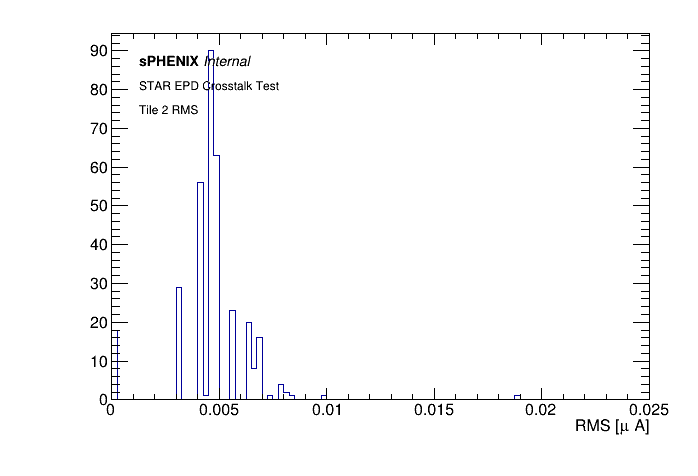 90
sPHENIX Internal
80
STAR EPD Crosstalk Test
70
Tile 2 RMS
60
50
40
30
20
10
0
0 0.005 0.01 0.015 0.02 0.025
RMS [μ A]